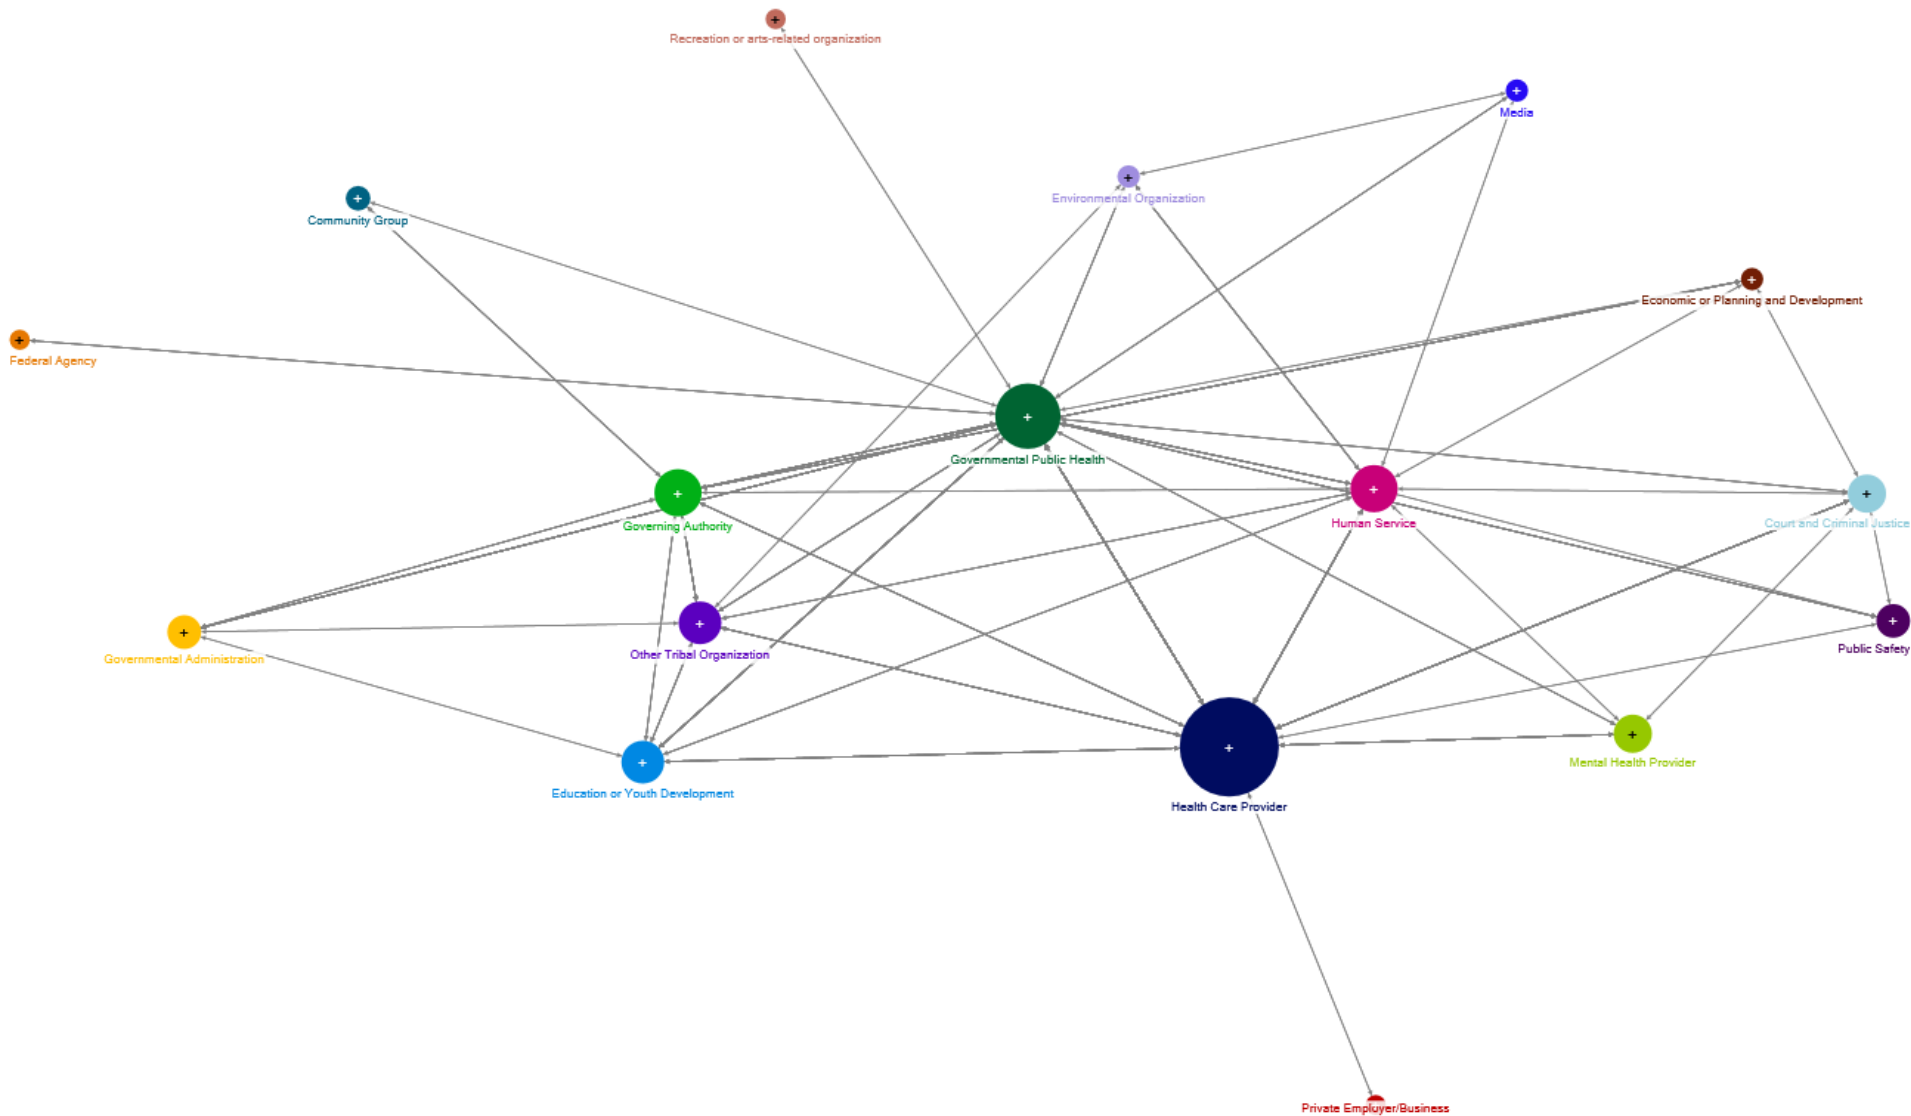 Recreation or arts-related organization
Media
Environmental Organization
Community Group
Economic or Planning and Development
Federal Agency
Governmental Public Health
Governing Authority
Human Service
Court and Criminal Justice
Governmental Administration
Other Tribal Organization
Public Safety
Education or Youth Development
Mental Health Provider
Health Care Provider
Private Employer/Business